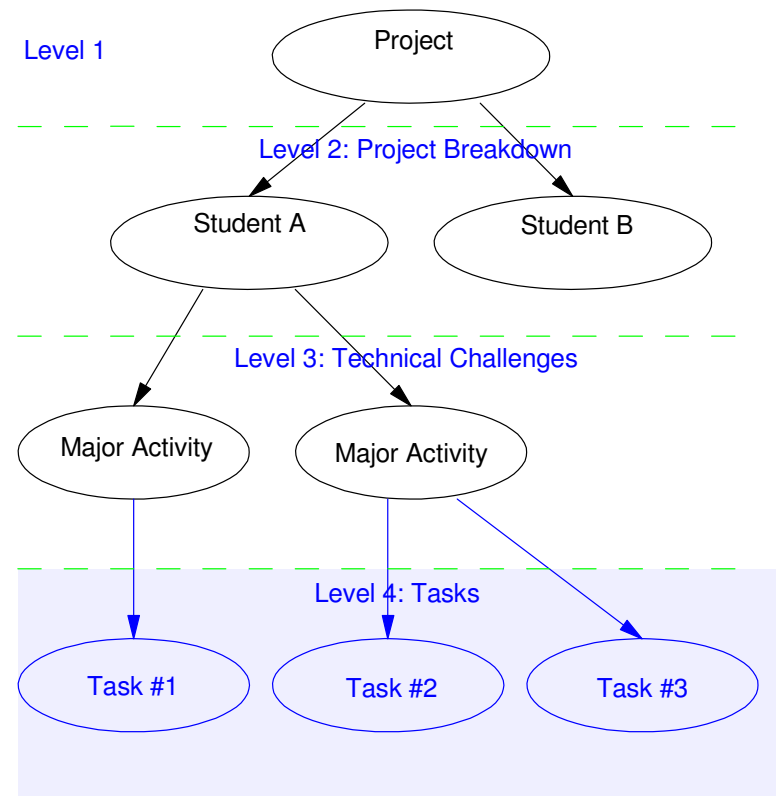 Project
Level 1
Level 2: Project Breakdown
Student A
Student B
Level 3: Technical Challenges
Major Activity
Major Activity
Level 4: Tasks
Task #1
Task #2
Task #3